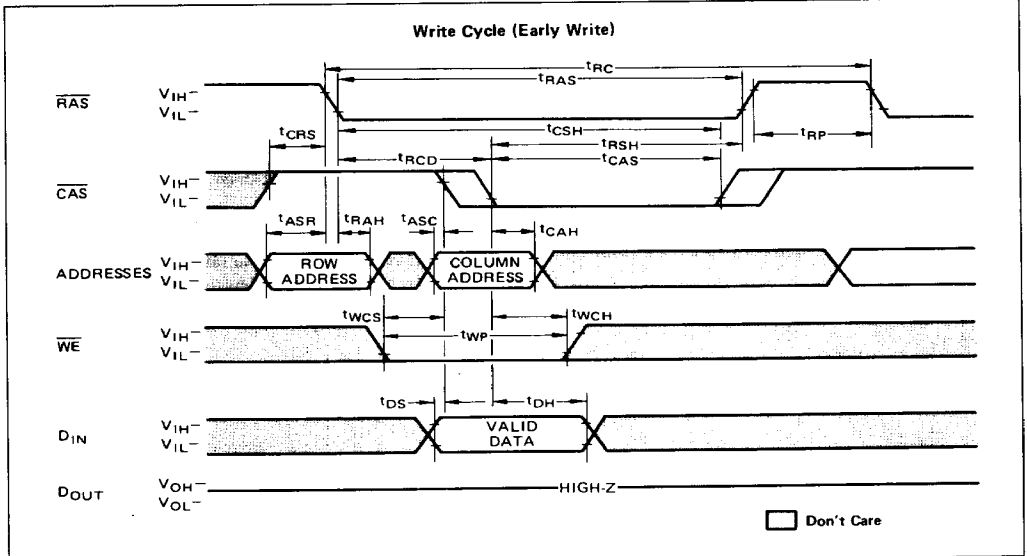 Write Cycle (Early Write)
tRC
tRAS
RAS
VIH–
VIL–
tCSH
tRP
tCRS
tRSH
tRCD
tCAS
CAS
VIH–
VIL–
tASR
tRAH
tASC
tCAH
ADDRESSES
VIH–
VIL–
ROW
ADDRESS
COLUMN
ADDRESS
tWCS
tWP
tWCH
WE
VIH–
VIL–
tDS
tDH
DIN
VIH–
VIL–
VALID
DATA
DOUT
VOH–
VOL–
HIGH-Z
Don't Care